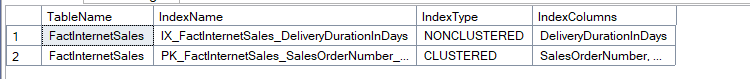 TableName IndexName IndexType IndexColumns
1 FactInternetSales IX_FactInternetSales_DeliveryDurationInDays NONCLUSTERED DeliveryDurationInDays
2 FactInternetSales PK_FactInternetSales_SalesOrderNumber_... CLUSTERED SalesOrderNumber, ...